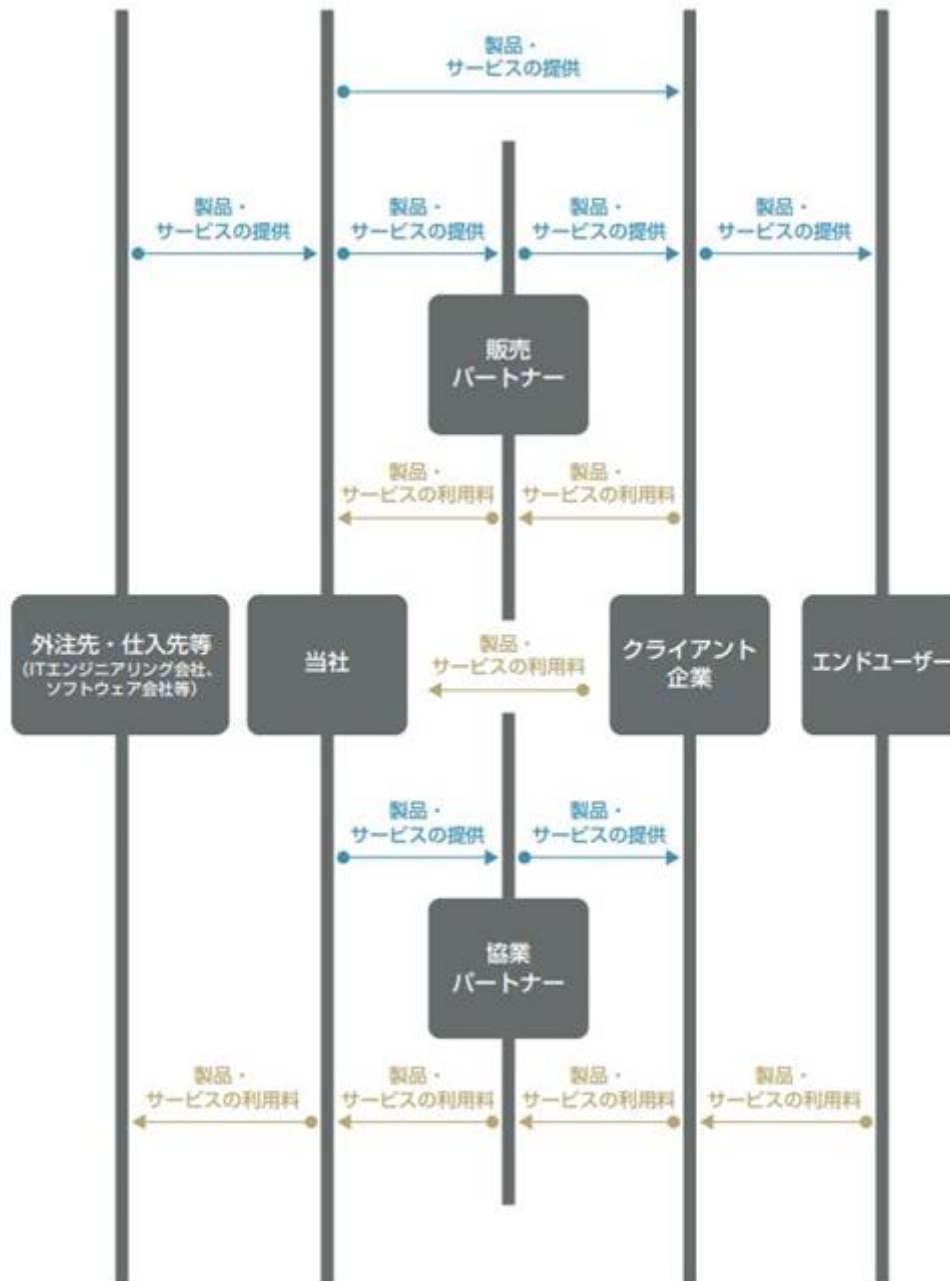 製品・
サービスの提供
製品・
サービスの提供
製品・
サービスの提供
製品・
サービスの提供
製品・
サービスの提供
販売
パートナー
製品・
サービスの利用料
製品・
サービスの利用料
外注先・仕入先等
(ITエンジニアリング会社、
ソフトウェア会社等)
当社
製品・
サービスの利用料
クライアント
企業
エンドユーザー
製品・
サービスの提供
製品・
サービスの提供
協業
パートナー
製品・
サービスの利用料
製品・
サービスの利用料
製品・
サービスの利用料
製品・
サービスの利用料